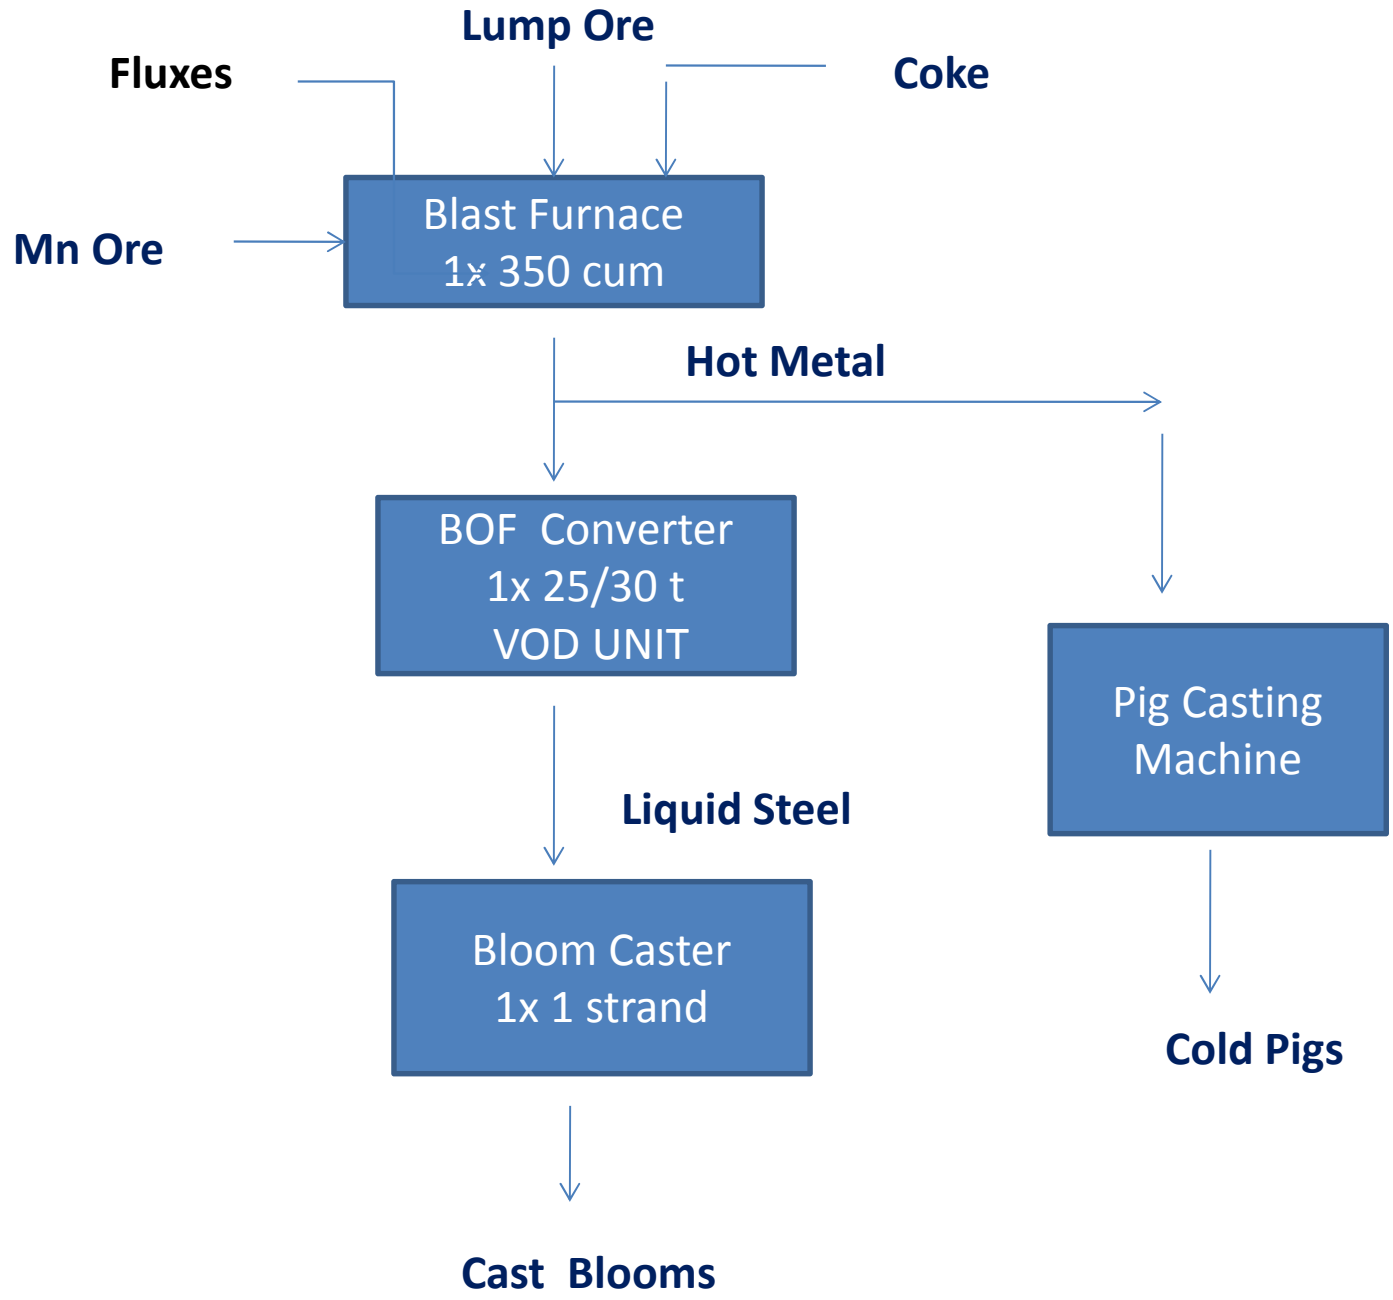 Lump Ore
Fluxes
Coke
Blast Furnace
1x 350 cum
Mn Ore
Hot Metal
BOF  Converter
1x 25/30 t
VOD UNIT
Pig Casting
Machine
Liquid Steel
Bloom Caster
1x 1 strand
Cold Pigs
Cast  Blooms